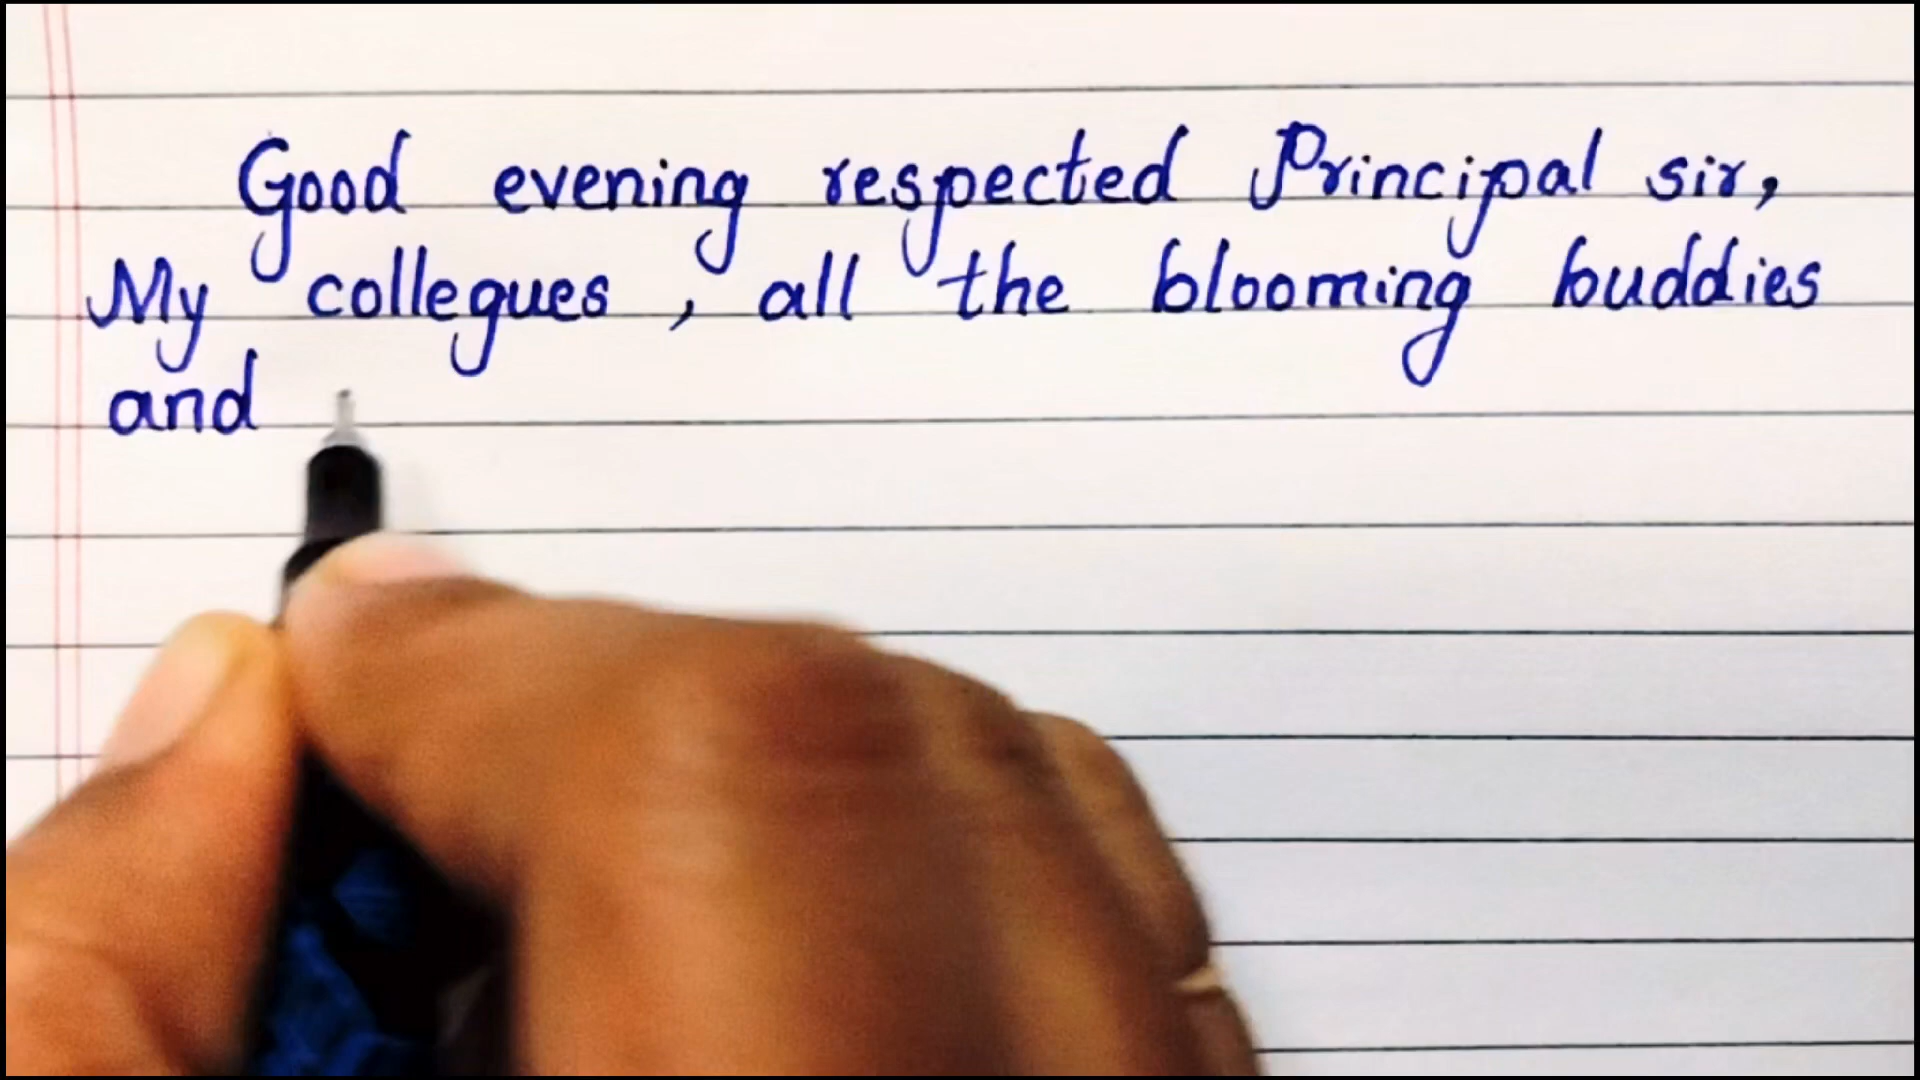 Good evening respected Principal sir,
My collegues, all the blooming buddies
and